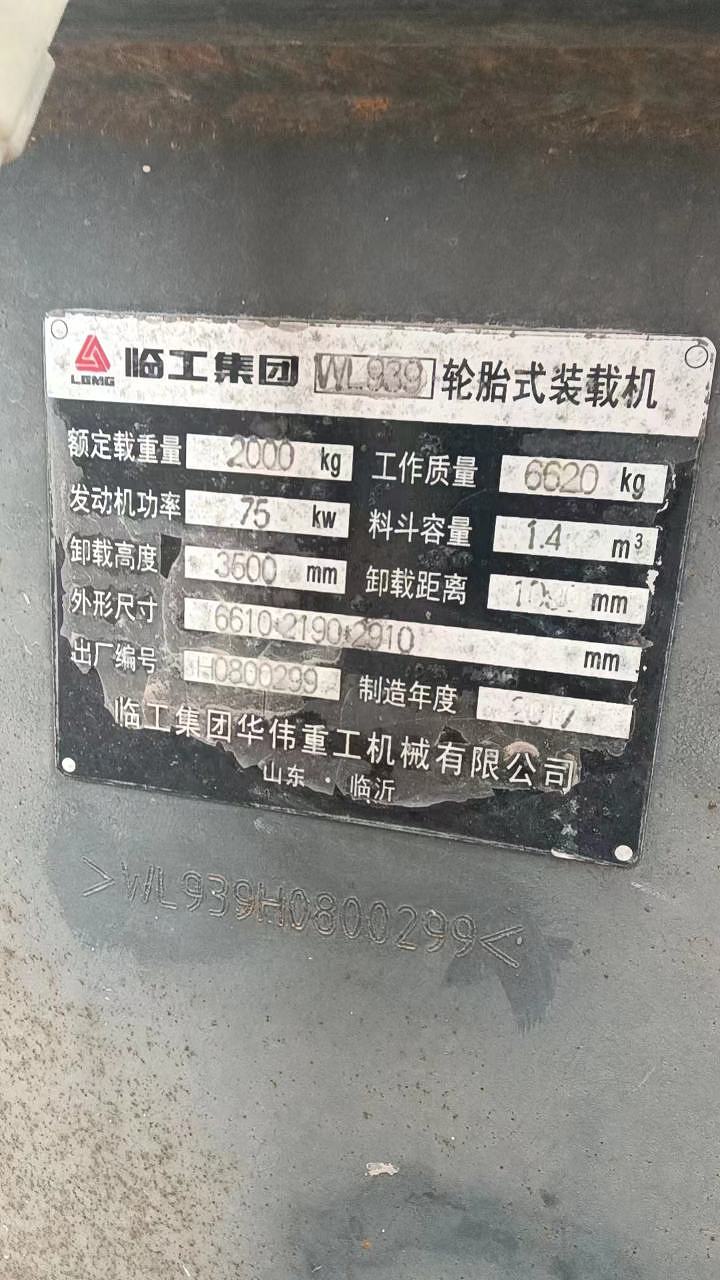 LGMG 临工集团 WL939 轮胎式装载机
额定载重量 2000 kg 工作质量 6620 kg
发动机功率 75 kw 料斗容量 1.4 m³
卸载高度 3500 mm 卸载距离 mm
外形尺寸 6610*2190*2910 mm
出厂编号 H0800299 制造年度
临工集团华伟重工机械有限公司
山东·临沂
>WL939H0800299<